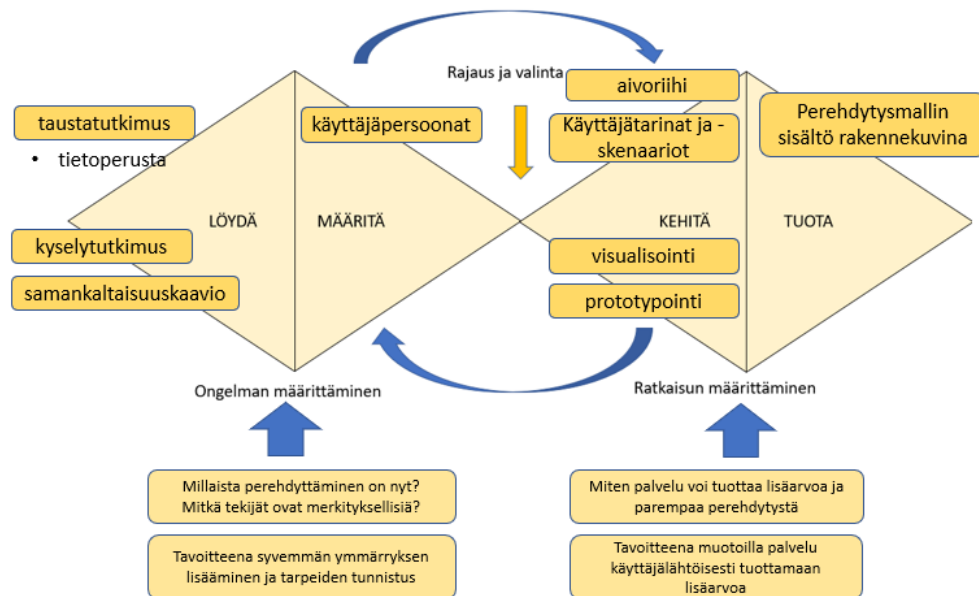 Rajaus ja valinta
aivoriihi
taustatutkimus
• tietoperusta
käyttäjäpersoonat
Käyttäjätarinat ja -
skenaariot
Perehdytysmallin
sisältö rakennekuvina
LÖYDÄ
MÄÄRITÄ
KEHITÄ
TUOTA
kyselytutkimus
samankaltaisuuskaavio
visualisointi
prototypointi
Ongelman määrittäminen
Ratkaisun määrittäminen
Millaista perehdyttäminen on nyt?
Mitkä tekijät ovat merkityksellisiä?
Tavoitteena syvemmän ymmärryksen
lisääminen ja tarpeiden tunnistus
Miten palvelu voi tuottaa lisäarvoa ja
parempaa perehdytystä
Tavoitteena muotoilla palvelu
käyttäjälähtöisesti tuottamaan
lisäarvoa